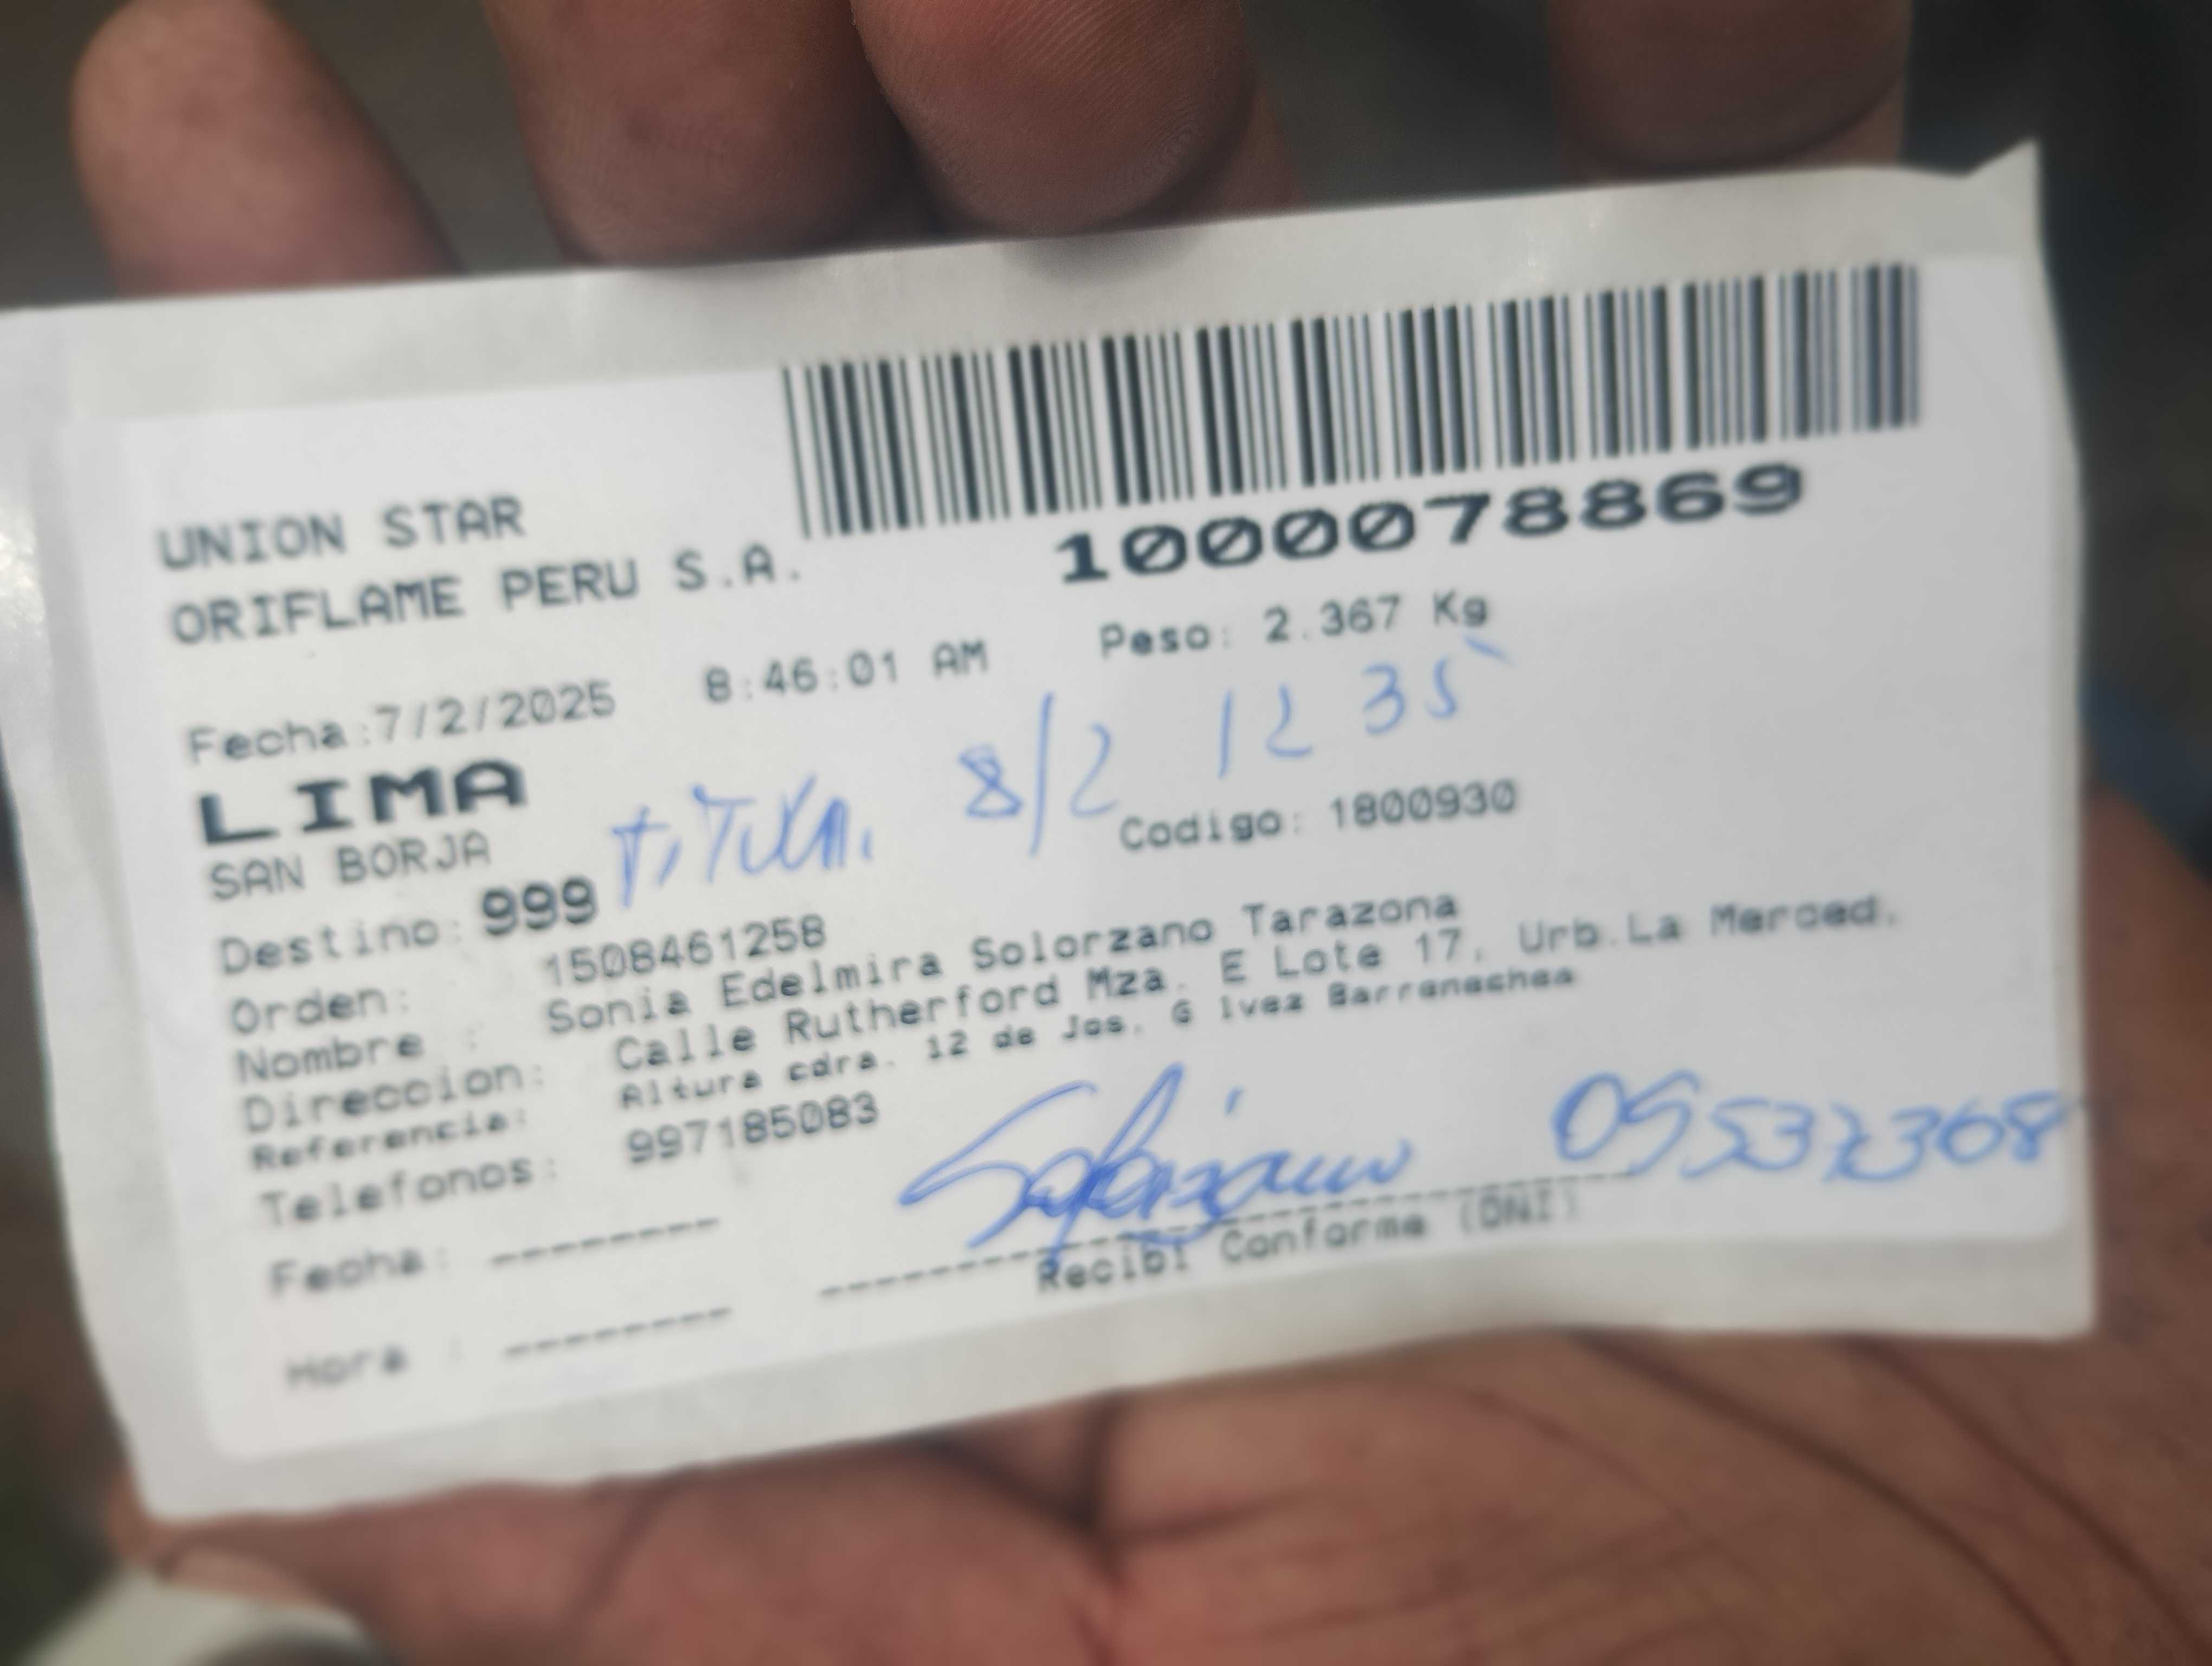 UNION STAR
ORIFLAME PERU S.A.
1000078869
Fecha:7/2/2025 8:46:01 AM Peso: 2.367 Kg
LIMA
8/2 12 35
SAN BORJA
Codigo: 1800930
Destino: 999
Orden: 1508461258
Nombre : Sonia Edelmira Solorzano Tarazona
Direccion: Calle Rutherford Mza. E Lote 17, Urb.La Merced,
Referencia: Altura cdra. 12 de Jos. G lvez Barrenechea
Telefonos: 997185083
Fecha:
Recibi Conforme (DNI)
Hora :